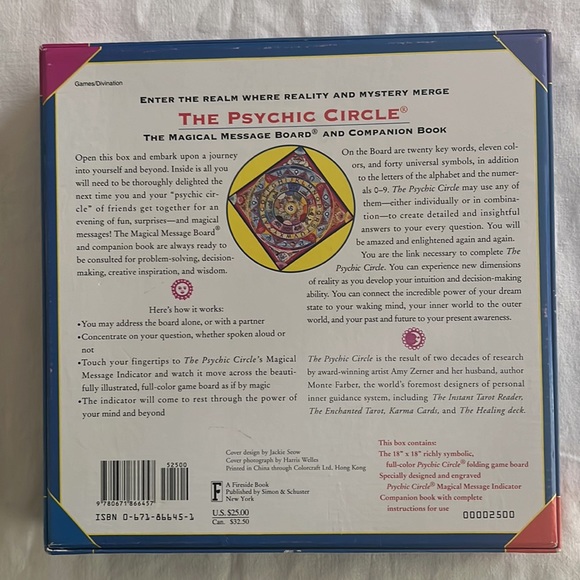 Games/Divination
ENTER THE REALM WHERE REALITY AND MYSTERY MERGE
THE PSYCHIC CIRCLE®
THE MAGICAL MESSAGE BOARD® AND COMPANION BOOK
Open this box and embark upon a journey
into yourself and beyond. Inside is all you
will need to be thoroughly delighted the
next time you and your "psychic cir-
cle" of friends get together for an
evening of fun, surprises—and magical
messages! The Magical Message Board®
and companion book are always ready to
be consulted for problem-solving, decision-
making, creative inspiration, and wisdom.
Here's how it works:
•You may address the board alone, or with a partner
•Concentrate on your question, whether spoken aloud or
not
•Touch your fingertips to The Psychic Circle's Magical
Message Indicator and watch it move across the beauti-
fully illustrated, full-color game board as if by magic
•The indicator will come to rest through the power of
your mind and beyond
On the Board are twenty key words, eleven col-
ors, and forty universal symbols, in addition
to the letters of the alphabet and the numer-
als 0–9. The Psychic Circle may use any of
them—either individually or in combina-
tion—to create detailed and insightful
answers to your every question. You will
be amazed and enlightened again and again.
You are the link necessary to complete The
Psychic Circle. You can experience new dimensions
of reality as you develop your intuition and decision-making
ability. You can connect the incredible power of your dream
state to your waking mind, your inner world to the outer
world, and your past and future to your present awareness.
The Psychic Circle is the result of two decades of research
by award-winning artist Amy Zerner and her husband, author
Monte Farber, the world's foremost designers of personal
inner guidance system, including The Instant Tarot Reader,
The Enchanted Tarot, Karma Cards, and The Healing deck.
52500
9 780671 866457
ISBN 0-671-86645-1
Cover design by Jackie Seow
Cover photograph by Harris Welles
Printed in China through Colorcraft Ltd. Hong Kong
F
A Fireside Book
Published by Simon & Schuster
New York
U.S. $25.00
Can. $32.50
This box contains:
The 18" x 18" richly symbolic,
full-color Psychic Circle® folding game board
Specially designed and engraved
Psychic Circle® Magical Message Indicator
Companion book with complete
instructions for use
00002500